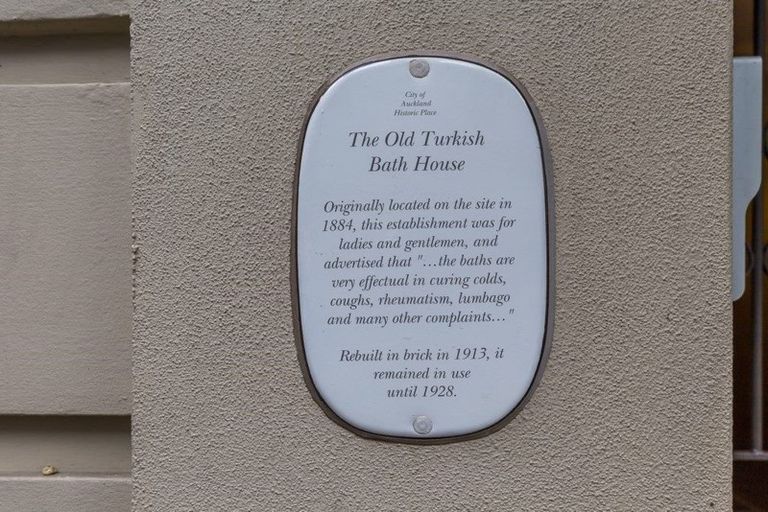 City of
Auckland
Historic Place
The Old Turkish
Bath House
Originally located on the site in
1884, this establishment was for
ladies and gentlemen, and
advertised that "...the baths are
very effectual in curing colds,
coughs, rheumatism, lumbago
and many other complaints..."
Rebuilt in brick in 1913, it
remained in use
until 1928.